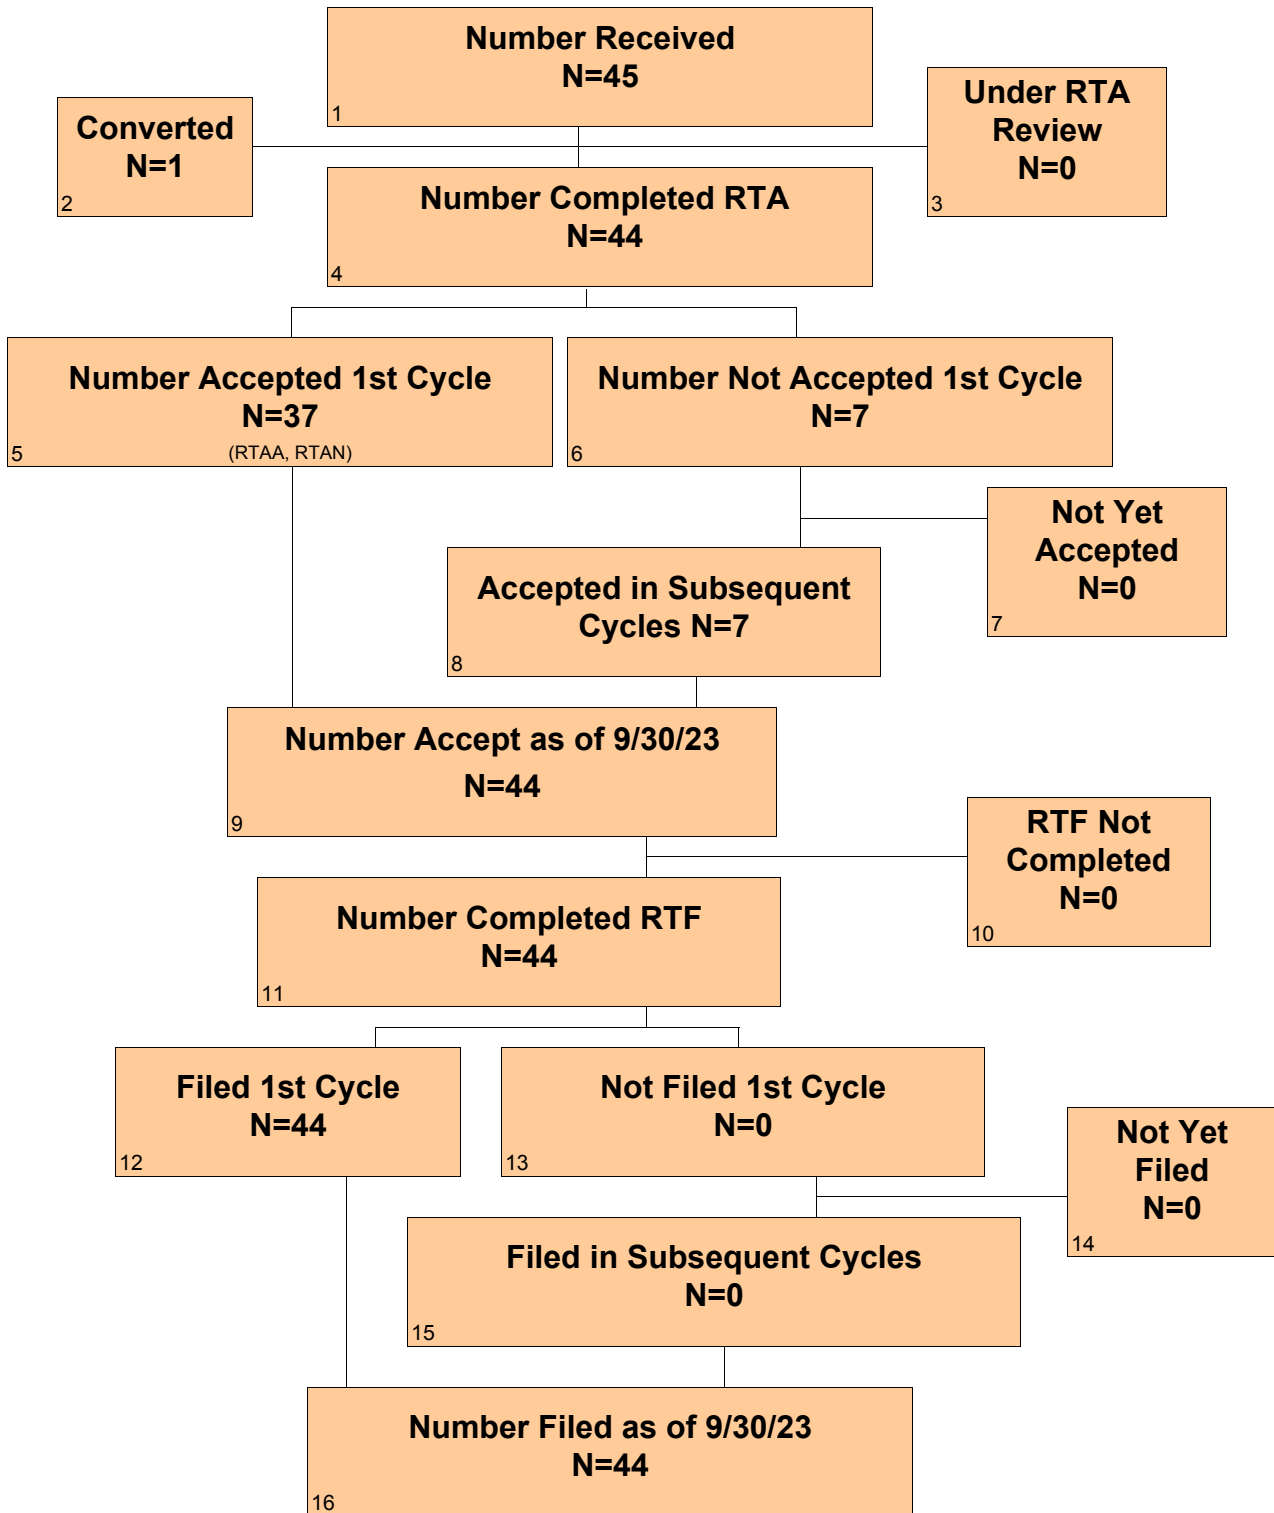 Number Received
N=45
1
Converted
N=1
2
Under RTA
Review
N=0
3
Number Completed RTA
N=44
4
Number Accepted 1st Cycle
N=37
(RTAA, RTAN)
5
Number Not Accepted 1st Cycle
N=7
6
Not Yet
Accepted
N=0
7
Accepted in Subsequent
Cycles N=7
8
Number Accept as of 9/30/23
N=44
9
RTF Not
Completed
N=0
10
Number Completed RTF
N=44
11
Filed 1st Cycle
N=44
12
Not Filed 1st Cycle
N=0
13
Not Yet
Filed
N=0
14
Filed in Subsequent Cycles
N=0
15
Number Filed as of 9/30/23
N=44
16